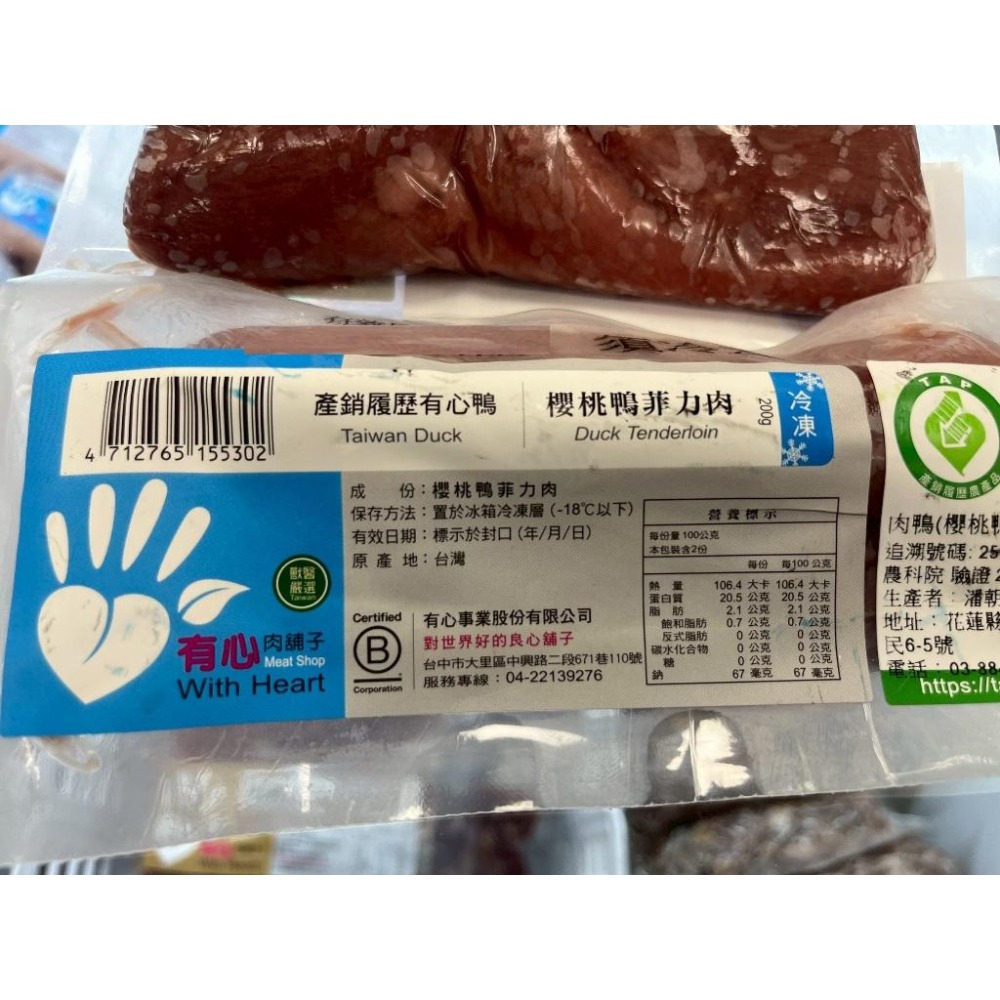 產銷履歷有心鴨
Taiwan Duck
櫻桃鴨菲力肉
Duck Tenderloin
200g
冷凍
4 712765 155302
成 份：櫻桃鴨菲力肉
保存方法：置於冰箱冷凍層(-18℃以下)
有效日期：標示於封口(年/月/日)
原 產 地：台灣
獸醫
嚴選
Taiwan
有心肉舖子
Meat Shop
With Heart
Certified
B
Corporation
有心事業股份有限公司
對世界好的良心舖子
台中市大里區中興路二段671巷110號
服務專線：04-22139276
營養標示
每份量 100公克
本包裝含2份
每份 每100公克
熱量 106.4 大卡 106.4 大卡
蛋白質 20.5 公克 20.5 公克
脂肪 2.1 公克 2.1 公克
飽和脂肪 0.7 公克 0.7 公克
反式脂肪 0 公克 0 公克
碳水化合物 0 公克 0 公克
糖 0 公克 0 公克
鈉 67 毫克 67 毫克
TAP
產銷履歷農產品
肉鴨(櫻桃鴨
追溯號碼: 25
農科院 驗證 2
生產者：潘朝
地址：花蓮縣
民6-5號
電話：03-88
https://t